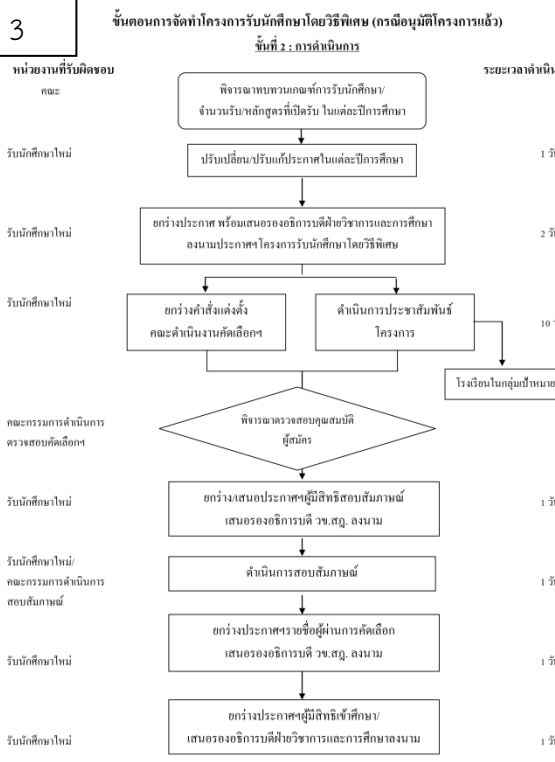 3
ขั้นตอนการจัดทำโครงการรับนักศึกษาโดยวิธีพิเศษ (กรณีอนุมัติโครงการแล้ว)
ขั้นที่ 2 : การดำเนินการ
หน่วยงานที่รับผิดชอบ
ระยะเวลาดำเนิน
คณะ
พิจารณาทบทวนเกณฑ์การรับนักศึกษา/
จำนวนรับ/หลักสูตรที่เปิดรับ ในแต่ละปีการศึกษา
รับนักศึกษาใหม่
ปรับเปลี่ยน/ปรับแก้ประกาศในแต่ละปีการศึกษา
1 วั
รับนักศึกษาใหม่
ยกร่างประกาศ พร้อมเสนอรองอธิการบดีฝ่ายวิชาการและการศึกษา
ลงนามประกาศฯโครงการรับนักศึกษาโดยวิธีพิเศษ
2 วั
รับนักศึกษาใหม่
ยกร่างคำสั่งแต่งตั้ง
คณะดำเนินงานคัดเลือกฯ
ดำเนินการประชาสัมพันธ์
โครงการ
10
โรงเรียนในกลุ่มเป้าหมาย
คณะกรรมการดำเนินการ
ตรวจสอบคัดเลือกฯ
พิจารณาตรวจสอบคุณสมบัติ
ผู้สมัคร
รับนักศึกษาใหม่
ยกร่าง/เสนอประกาศฯผู้มีสิทธิสอบสัมภาษณ์
เสนอรองอธิการบดี วข.สฎ. ลงนาม
1 วั
รับนักศึกษาใหม่/
คณะกรรมการดำเนินการ
สอบสัมภาษณ์
ดำเนินการสอบสัมภาษณ์
1 วั
รับนักศึกษาใหม่
ยกร่างประกาศฯรายชื่อผู้ผ่านการคัดเลือก
เสนอรองอธิการบดี วข.สฎ. ลงนาม
1 วั
รับนักศึกษาใหม่
ยกร่างประกาศฯผู้มีสิทธิเข้าศึกษา/
เสนอรองอธิการบดีฝ่ายวิชาการและการศึกษาลงนาม
1 วั